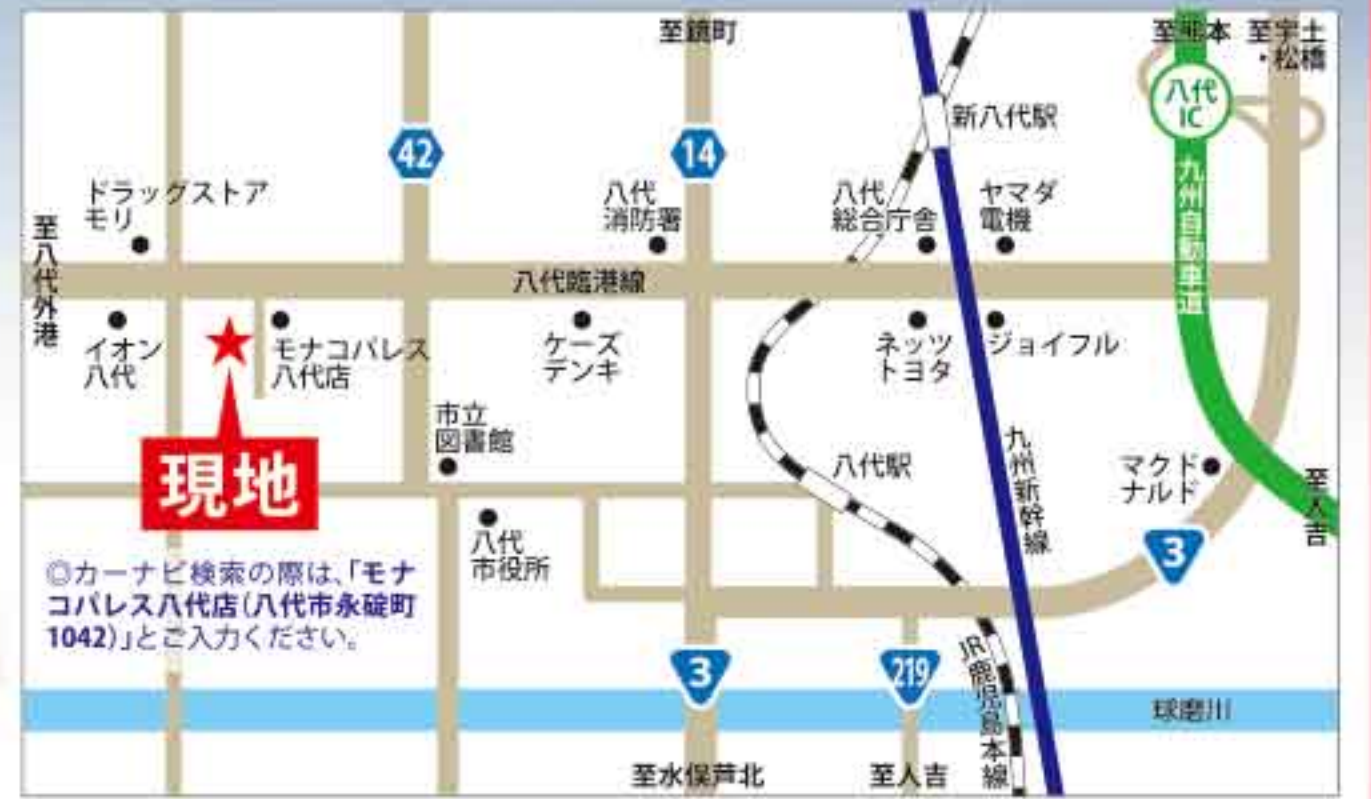 至鏡町
至熊本
至宇土
・松橋
八代
IC
新八代駅
42
14
ドラッグストア
モリ
八代
消防署
八代
総合庁舎
ヤマダ
電機
九州自動車道
至八代外港
八代臨港線
イオン
八代
モナコパレス
八代店
ケーズ
デンキ
ネッツ
トヨタ
ジョイフル
市立
図書館
現地
八代駅
九州新幹線
マクド
ナルド
至人吉
八代
市役所
3
◎カーナビ検索の際は、「モナ
コパレス八代店(八代市永碇町
1042)」とご入力ください。
3
219
JR鹿児島本線
球磨川
至水俣芦北
至人吉